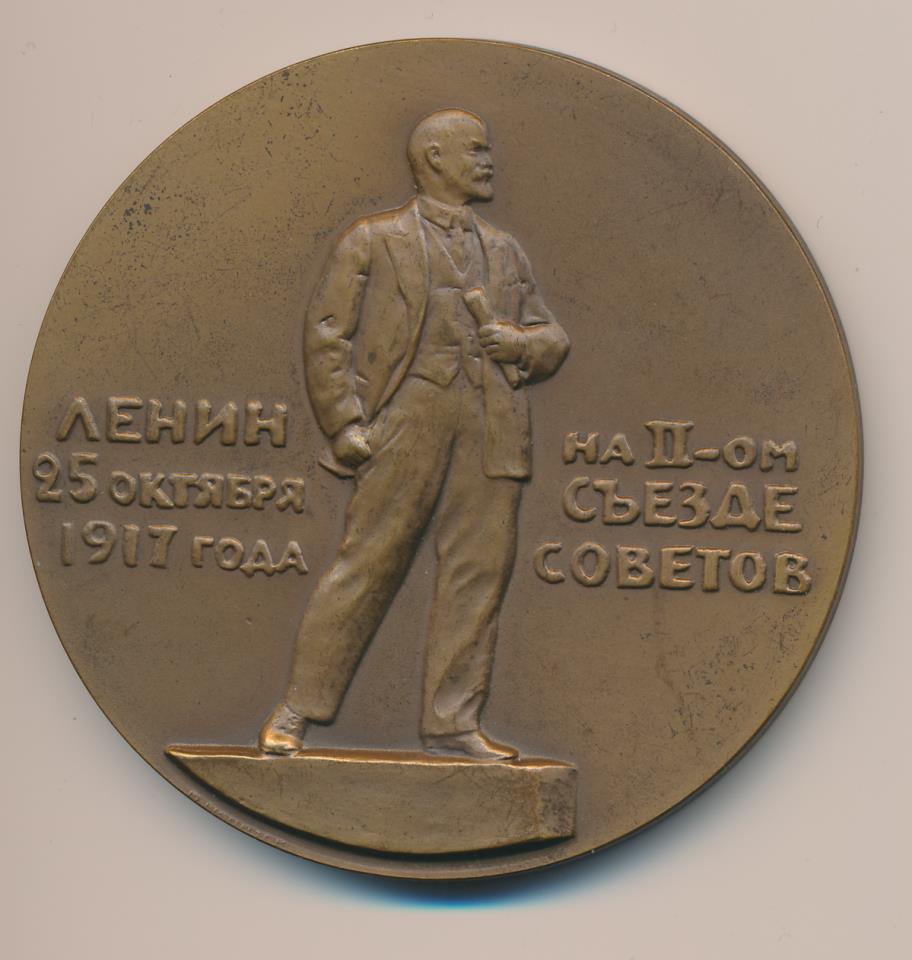 ЛЕНИН
25 ОКТЯБРЯ
1917 ГОДА
НА II-ОМ
СЪЕЗДЕ
СОВЕТОВ